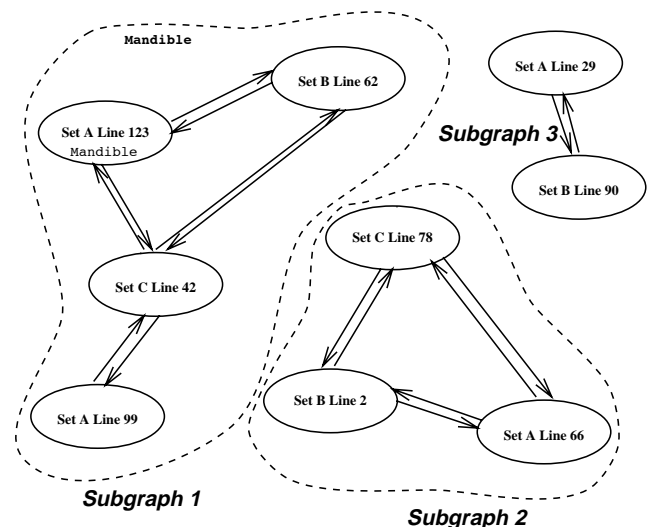 Mandible
Set B Line 62
Set A Line 29
Set A Line 123
Mandible
Subgraph 3
Set B Line 90
Set C Line 78
Set C Line 42
Set B Line 2
Set A Line 99
Set A Line 66
Subgraph 1
Subgraph 2